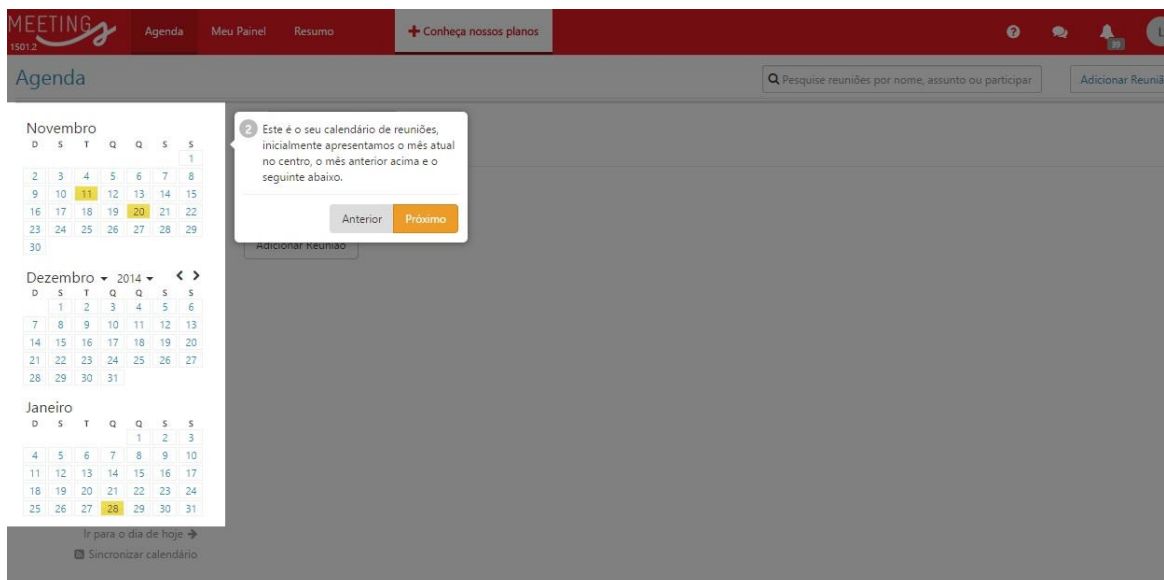 MEETING
1501.2
Agenda Meu Painel Resumo + Conheça nossos planos 39 L
Agenda Pesquise reuniões por nome, assunto ou participar Adicionar Reuniã
Novembro
D S T Q Q S S
1
2 3 4 5 6 7 8
9 10 11 12 13 14 15
16 17 18 19 20 21 22
23 24 25 26 27 28 29
30
2 Este é o seu calendário de reuniões,
inicialmente apresentamos o mês atual
no centro, o mês anterior acima e o
seguinte abaixo.
Anterior Próximo
Adicionar Reunião
Dezembro 2014
D S T Q Q S S
1 2 3 4 5 6
7 8 9 10 11 12 13
14 15 16 17 18 19 20
21 22 23 24 25 26 27
28 29 30 31
Janeiro
D S T Q Q S S
1 2 3
4 5 6 7 8 9 10
11 12 13 14 15 16 17
18 19 20 21 22 23 24
25 26 27 28 29 30 31
Ir para o dia de hoje
Sincronizar calendário